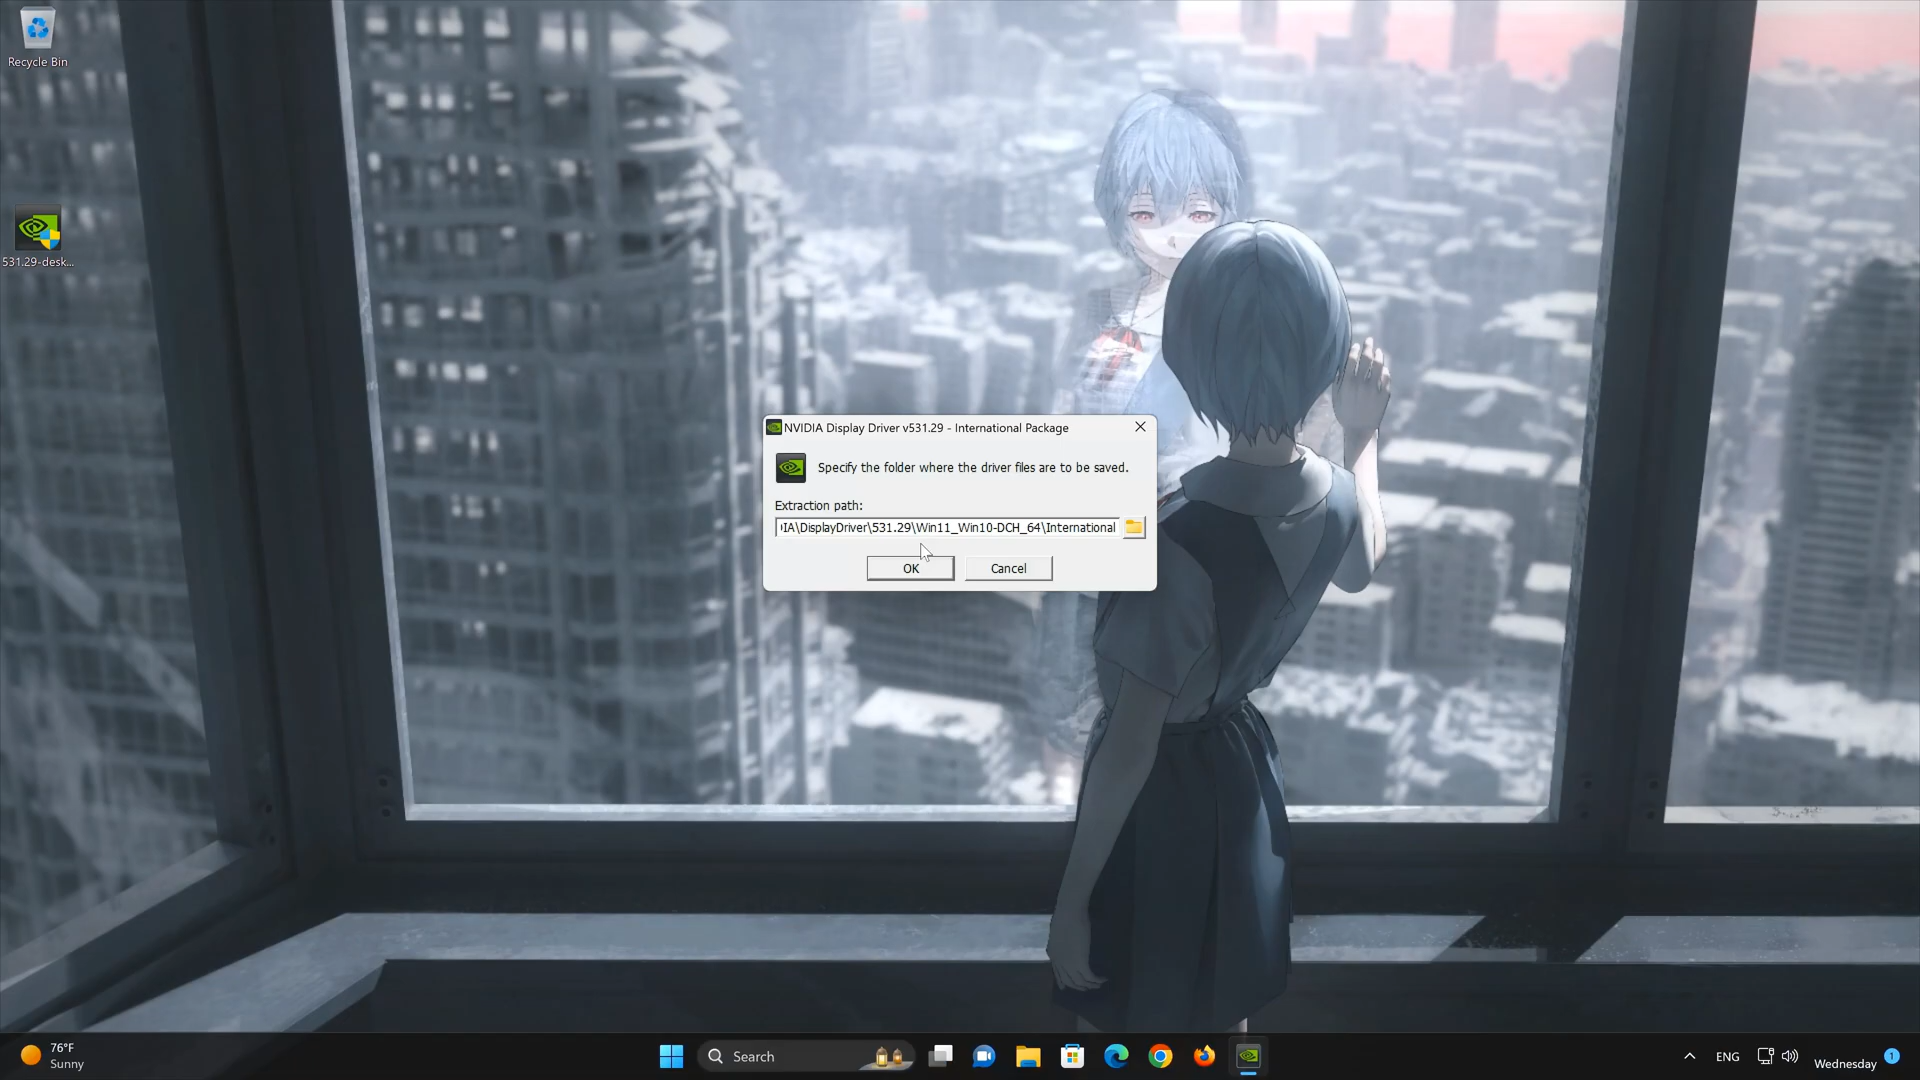 Recycle Bin
531.29-desk...
NVIDIA Display Driver v531.29 - International Package
Specify the folder where the driver files are to be saved.
Extraction path:
IA\DisplayDriver\531.29\Win11_Win10-DCH_64\International
OK
Cancel
76°F
Sunny
Search
ENG
Wednesday
1